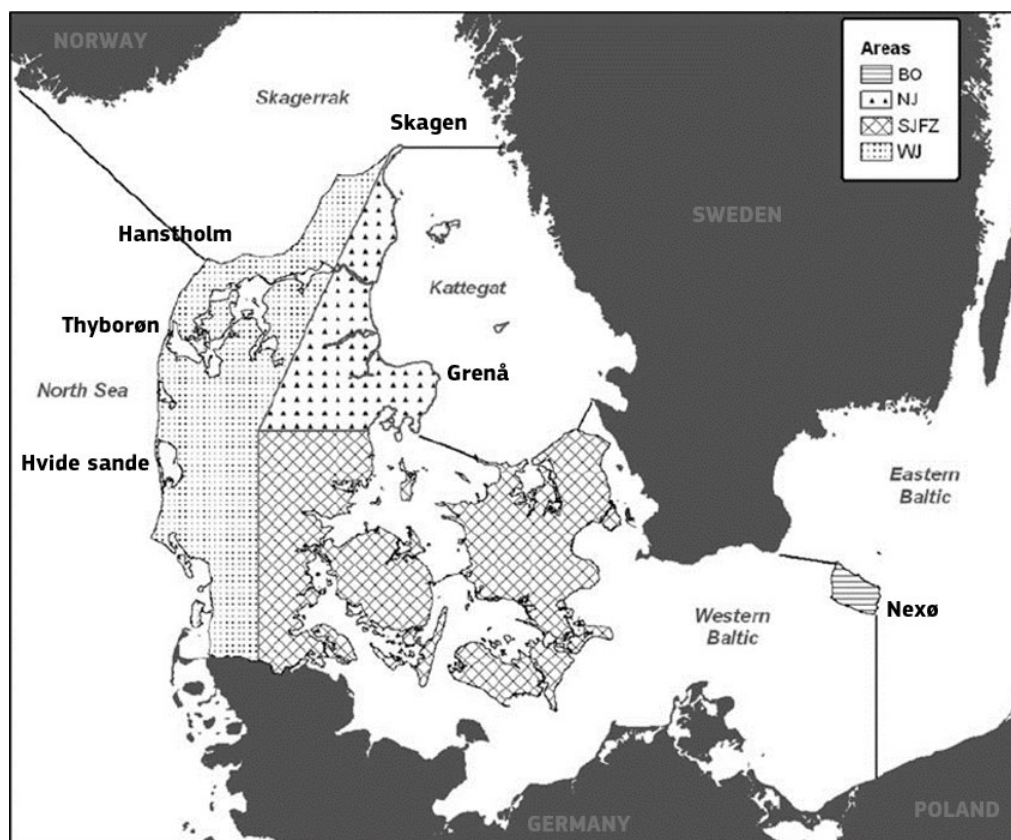 NORWAY
Skagerrak
Skagen
Areas
BO
NJ
SJFZ
WJ
SWEDEN
Hanstholm
Kattegat
Thyborøn
North Sea
Grenå
Hvide sande
Eastern
Baltic
Western
Baltic
Nexø
GERMANY
POLAND